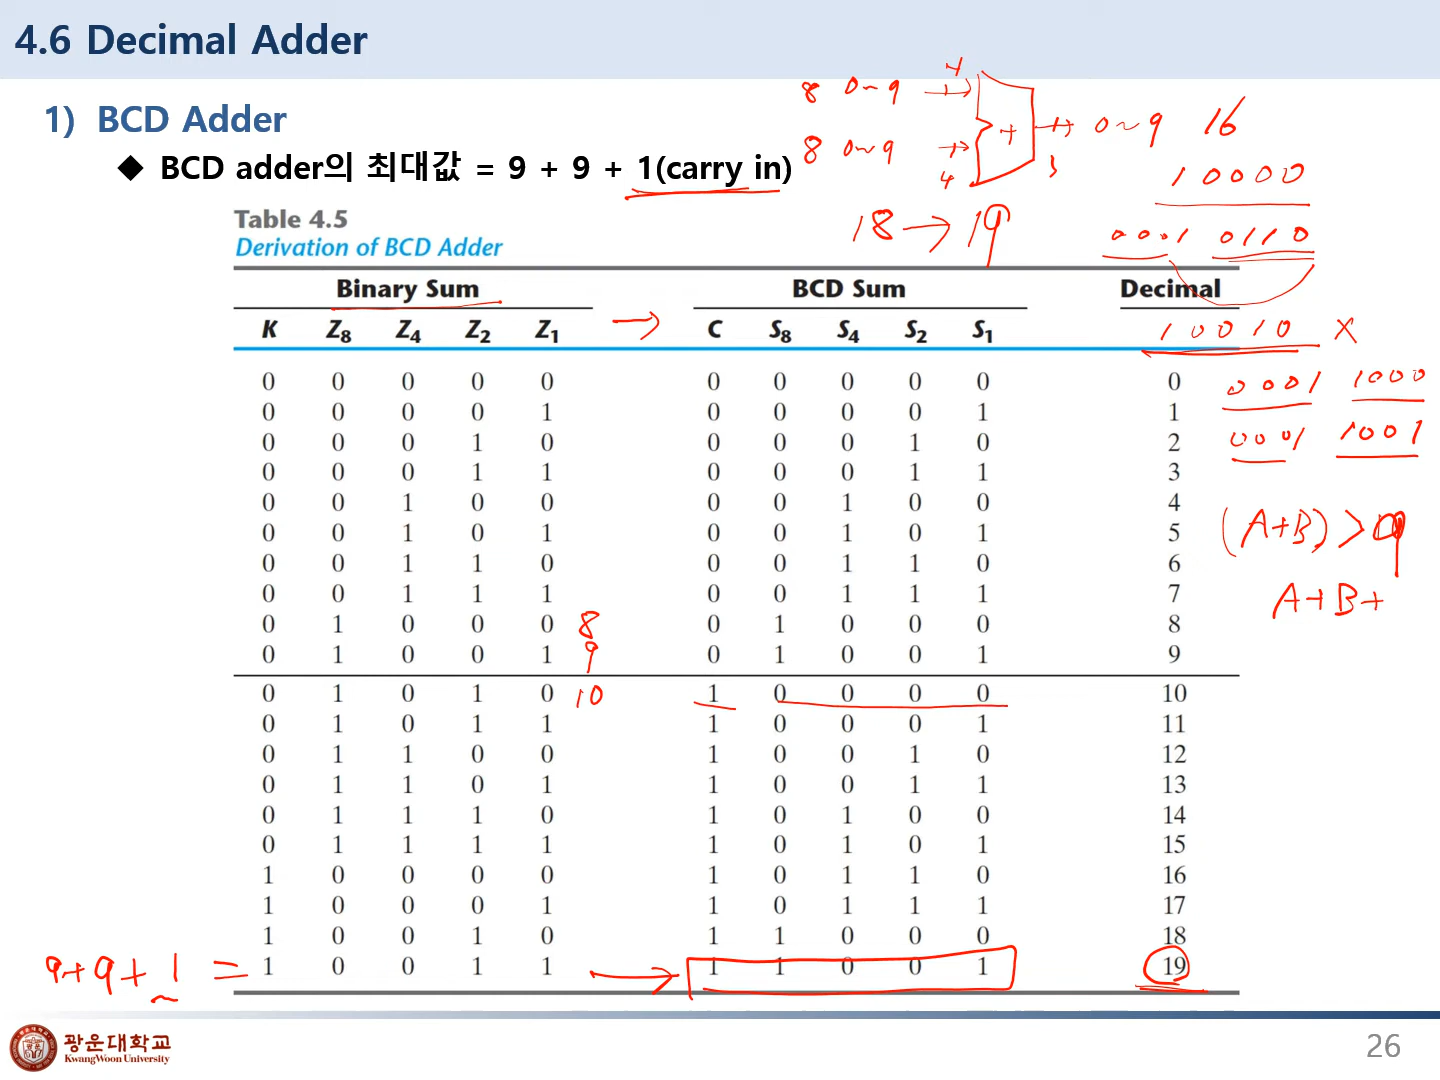 4.6 Decimal Adder
1) BCD Adder
◆ BCD adder의 최대값 = 9 + 9 + 1(carry in)
8 0~9 4
8 0~9 4
+
0~9 16
10000
18 → 19
0001 0110
Table 4.5
Derivation of BCD Adder
Binary Sum → BCD Sum Decimal
K Z8 Z4 Z2 Z1 C S8 S4 S2 S1
10010 X
0001 1000
0001 1001
(A+B) > 9
A+B+
0 0 0 0 0 0 0 0 0 0 0
0 0 0 0 1 0 0 0 0 1 1
0 0 0 1 0 0 0 0 1 0 2
0 0 0 1 1 0 0 0 1 1 3
0 0 1 0 0 0 0 1 0 0 4
0 0 1 0 1 0 0 1 0 1 5
0 0 1 1 0 0 0 1 1 0 6
0 0 1 1 1 0 0 1 1 1 7
0 1 0 0 0 8 0 1 0 0 0 8
0 1 0 0 1 9 0 1 0 0 1 9
0 1 0 1 0 10 1 0 0 0 0 10
0 1 0 1 1 1 0 0 0 1 11
0 1 1 0 0 1 0 0 1 0 12
0 1 1 0 1 1 0 0 1 1 13
0 1 1 1 0 1 0 1 0 0 14
0 1 1 1 1 1 0 1 0 1 15
1 0 0 0 0 1 0 1 1 0 16
1 0 0 0 1 1 0 1 1 1 17
1 0 0 1 0 1 1 0 0 0 18
9+9+1 = 1 0 0 1 1 → 1 1 0 0 1 19
광운대학교
KwangWoon University
26